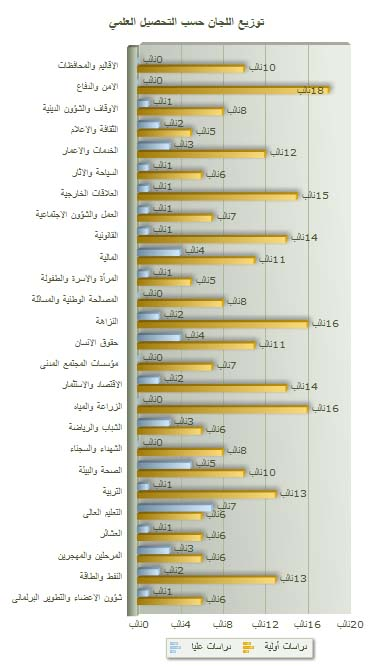 توزيع اللجان حسب التحصيل العلمي
الاقاليم والمحافظات
0نائب
10نائب
الامن والدفاع
0نائب
18نائب
الاوقاف والشؤون الدينية
1نائب
8نائب
الثقافة والاعلام
2نائب
5نائب
الخدمات والاعمار
3نائب
12نائب
السياحة والاثار
1نائب
6نائب
العلاقات الخارجية
1نائب
15نائب
العمل والشؤون الاجتماعية
1نائب
7نائب
القانونية
1نائب
14نائب
المالية
4نائب
11نائب
المرأة والاسرة والطفولة
1نائب
5نائب
المصالحة الوطنية والمسائلة
0نائب
8نائب
النزاهة
2نائب
16نائب
حقوق الانسان
4نائب
11نائب
مؤسسات المجتمع المدنى
0نائب
7نائب
الاقتصاد والاستثمار
2نائب
14نائب
الزراعة والمياه
0نائب
16نائب
الشباب والرياضة
3نائب
6نائب
الشهداء والسجناء
0نائب
8نائب
الصحة والبيئة
5نائب
10نائب
التربية
1نائب
13نائب
التعليم العالى
7نائب
6نائب
العشائر
1نائب
6نائب
المرحلين والمهجرين
3نائب
6نائب
النفط والطاقة
2نائب
13نائب
شؤون الاعضاء والتطوير البرلمانى
1نائب
6نائب
0نائب 4نائب 8نائب 12نائب 16نائب 20نائب
دراسات أولية دراسات عليا